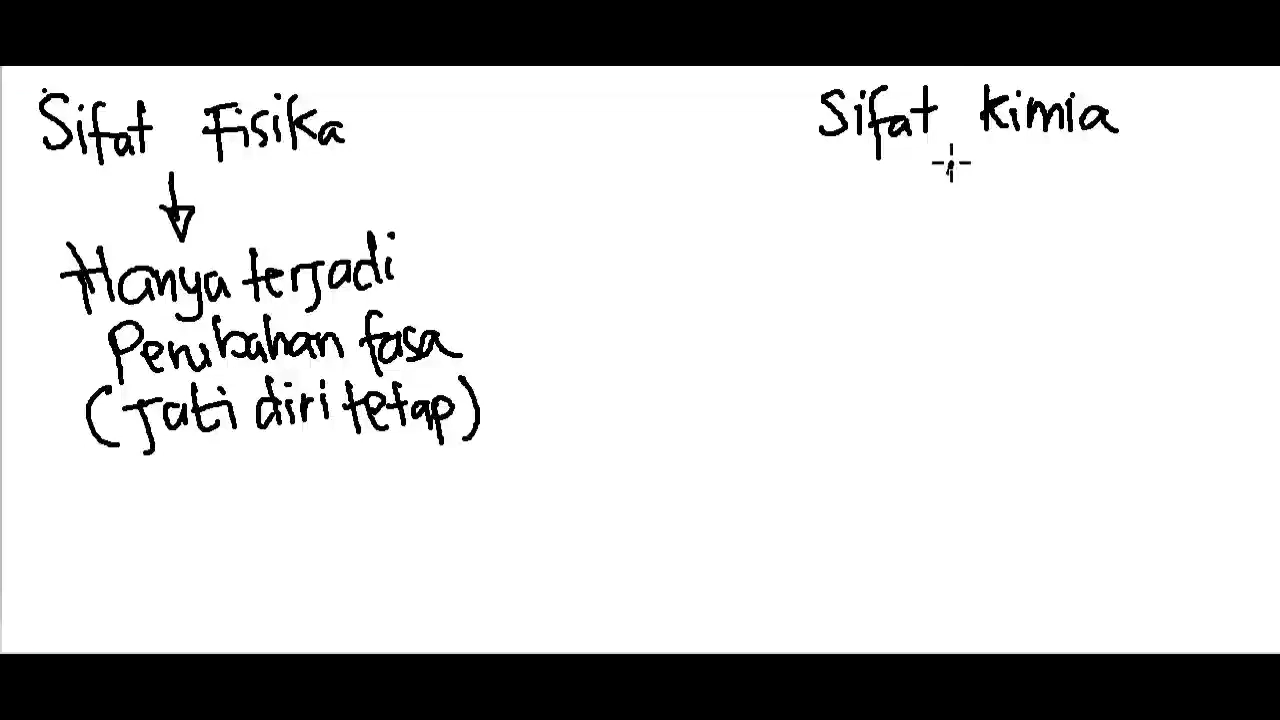 Sifat Fisika
Hanya terjadi
Perubahan fasa
(Jati diri tetap)
Sifat kimia